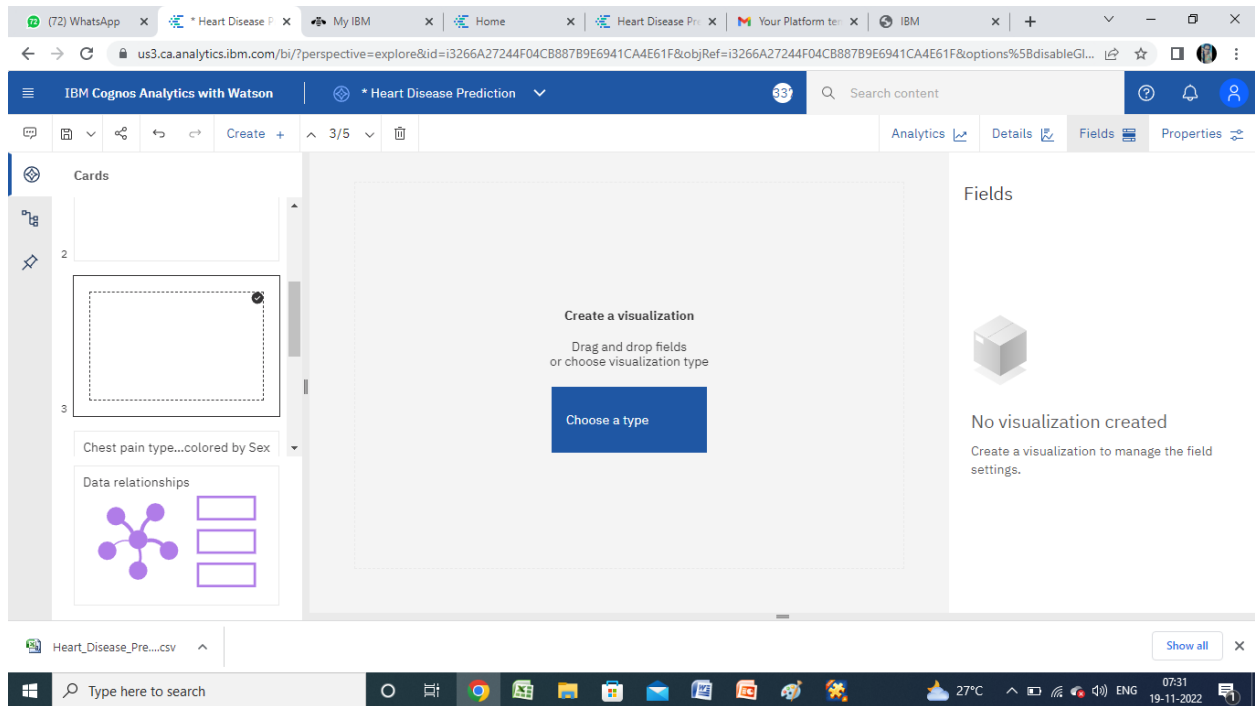 (72) WhatsApp
* Heart Disease P
My IBM
Home
Heart Disease Pre
Your Platform ter
IBM
us3.ca.analytics.ibm.com/bi/?perspective=explore&id=i3266A27244F04CB887B9E6941CA4E61F&objRef=i3266A27244F04CB887B9E6941CA4E61F&options%5BdisableGl...
IBM Cognos Analytics with Watson
* Heart Disease Prediction
Search content
Create +
3/5
Analytics
Details
Fields
Properties
Cards
2
3
Chest pain type...colored by Sex
Data relationships
Create a visualization
Drag and drop fields
or choose visualization type
Choose a type
Fields
No visualization created
Create a visualization to manage the field
settings.
Heart_Disease_Pre....csv
Show all
Type here to search
27°C
ENG
07:31
19-11-2022